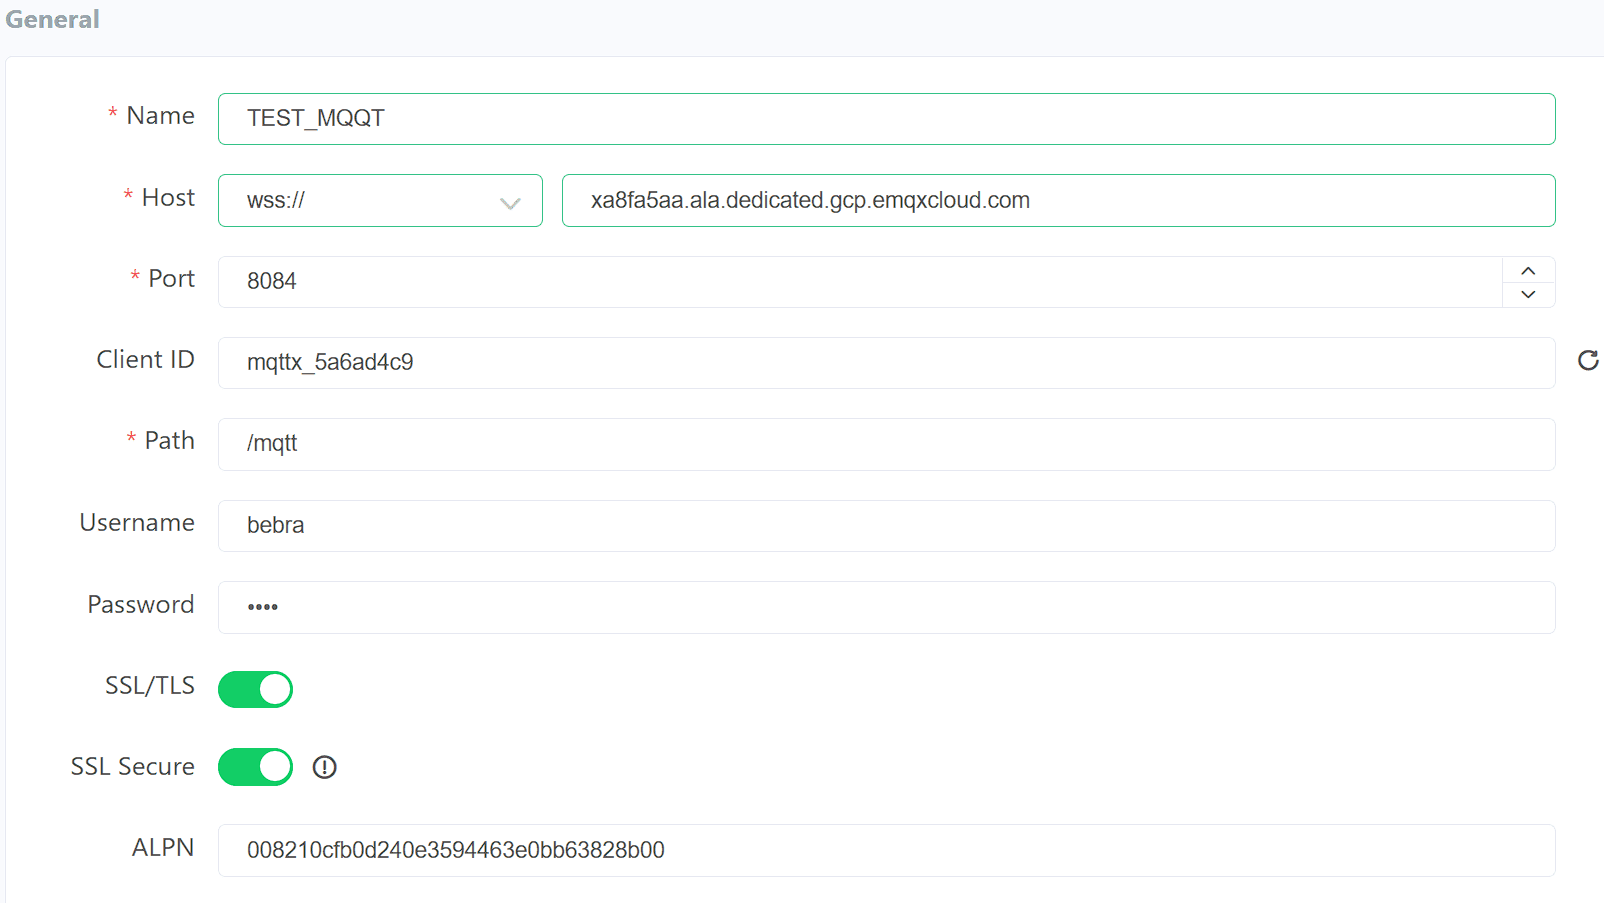 General
* Name TEST_MQQT
* Host wss:// xa8fa5aa.ala.dedicated.gcp.emqxcloud.com
* Port 8084
Client ID mqttx_5a6ad4c9
* Path /mqtt
Username bebra
Password ••••
SSL/TLS
SSL Secure
ALPN 008210cfb0d240e3594463e0bb63828b00